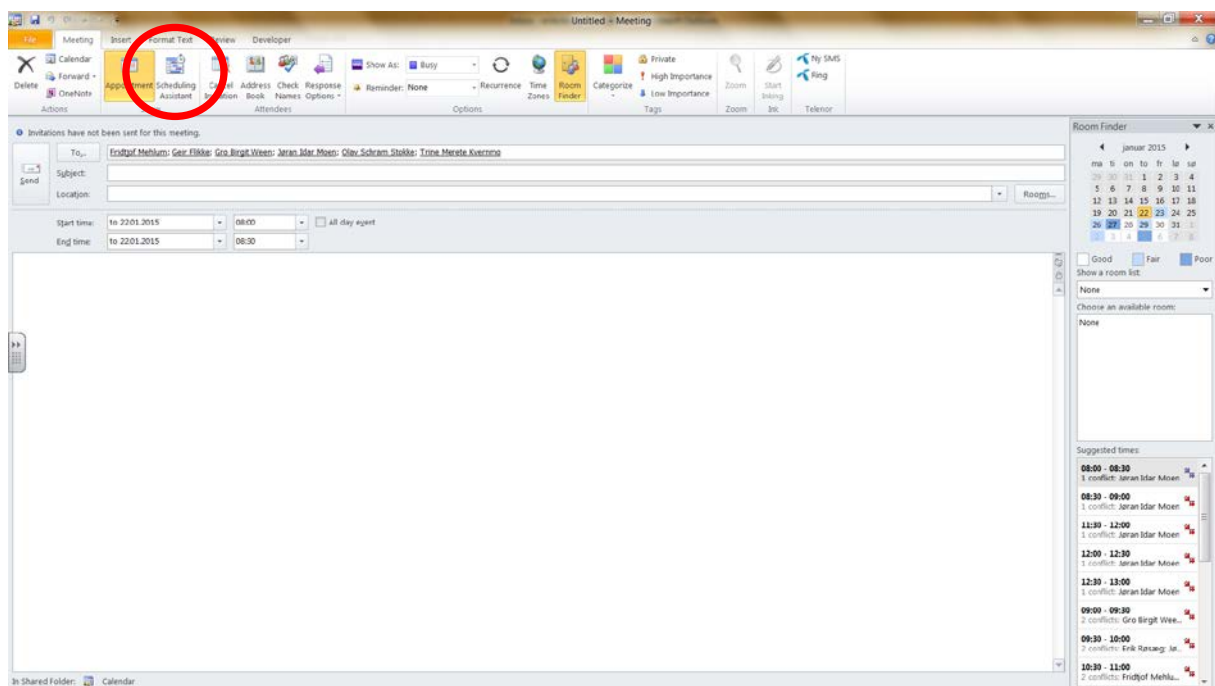 Untitled - Meeting
File Meeting Insert Format Text Review Developer
Delete
Calendar
Forward
OneNote
Actions
Appointment
Scheduling Assistant
Address Book
Check Names
Response Options
Attendees
Show As: Busy
Reminder: None
Recurrence
Time Zones
Room Finder
Options
Categorize
Private
High Importance
Low Importance
Tags
Zoom
Zoom
Start Inking
Ink
Ny SMS
Ring
Telenor
Invitations have not been sent for this meeting.
Send
To... Fridtjof Mehlum; Geir Flikke; Gro Birgit Ween; Jøran Idar Moen; Olav Schram Stokke; Trine Merete Kvernmo
Subject:
Location: Rooms...
Start time: to 22.01.2015 08:00 All day event
End time: to 22.01.2015 08:30
Room Finder
januar 2015
ma ti on to fr lø sø
29 30 31 1 2 3 4
5 6 7 8 9 10 11
12 13 14 15 16 17 18
19 20 21 22 23 24 25
26 27 28 29 30 31 1
2 3 4 6 7 8
Good Fair Poor
Show a room list:
None
Choose an available room:
None
Suggested times:
08:00 - 08:30
1 conflict: Jøran Idar Moen
08:30 - 09:00
1 conflict: Jøran Idar Moen
11:30 - 12:00
1 conflict: Jøran Idar Moen
12:00 - 12:30
1 conflict: Jøran Idar Moen
12:30 - 13:00
1 conflict: Jøran Idar Moen
09:00 - 09:30
2 conflicts: Gro Birgit Wee...
09:30 - 10:00
2 conflicts: Erik Røsæg; Jø...
10:30 - 11:00
2 conflicts: Fridtjof Mehlu...
In Shared Folder: Calendar